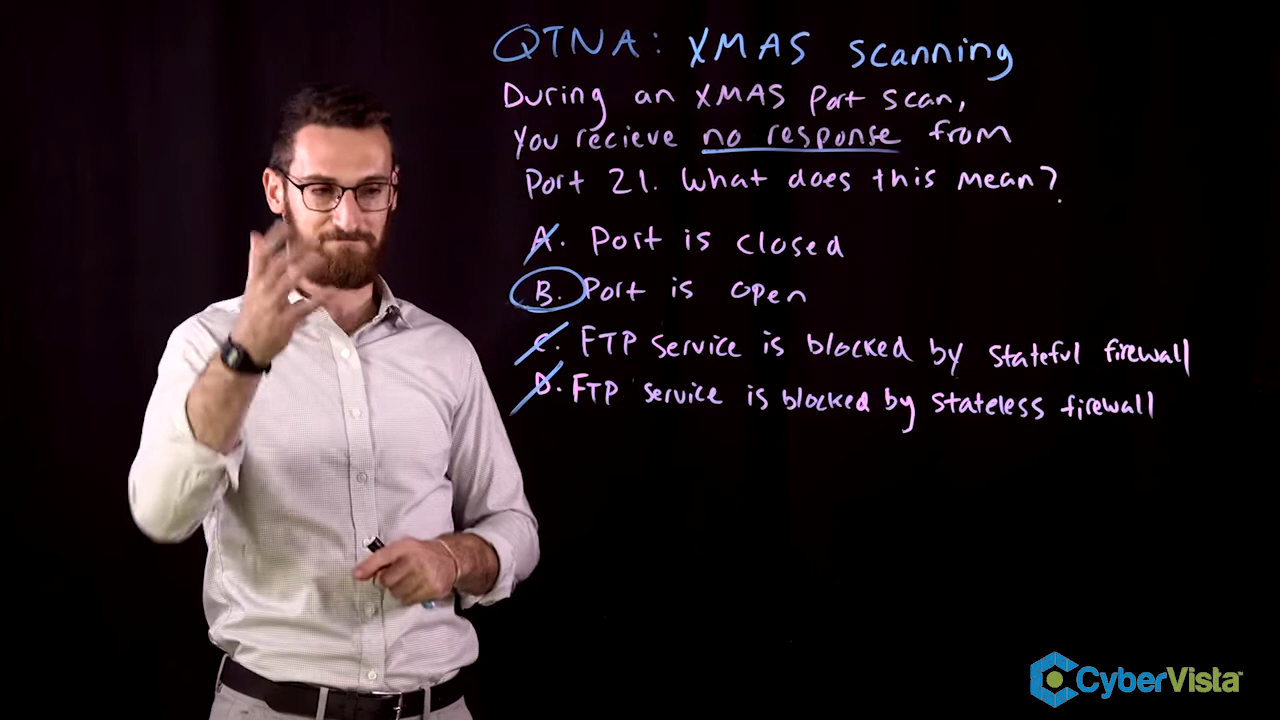 QTNA: XMAS scanning
During an XMAS port scan,
You recieve no response from
Port 21. What does this mean?
A. Port is closed
B. Port is open
C. FTP service is blocked by stateful firewall
D. FTP service is blocked by stateless firewall
CyberVista